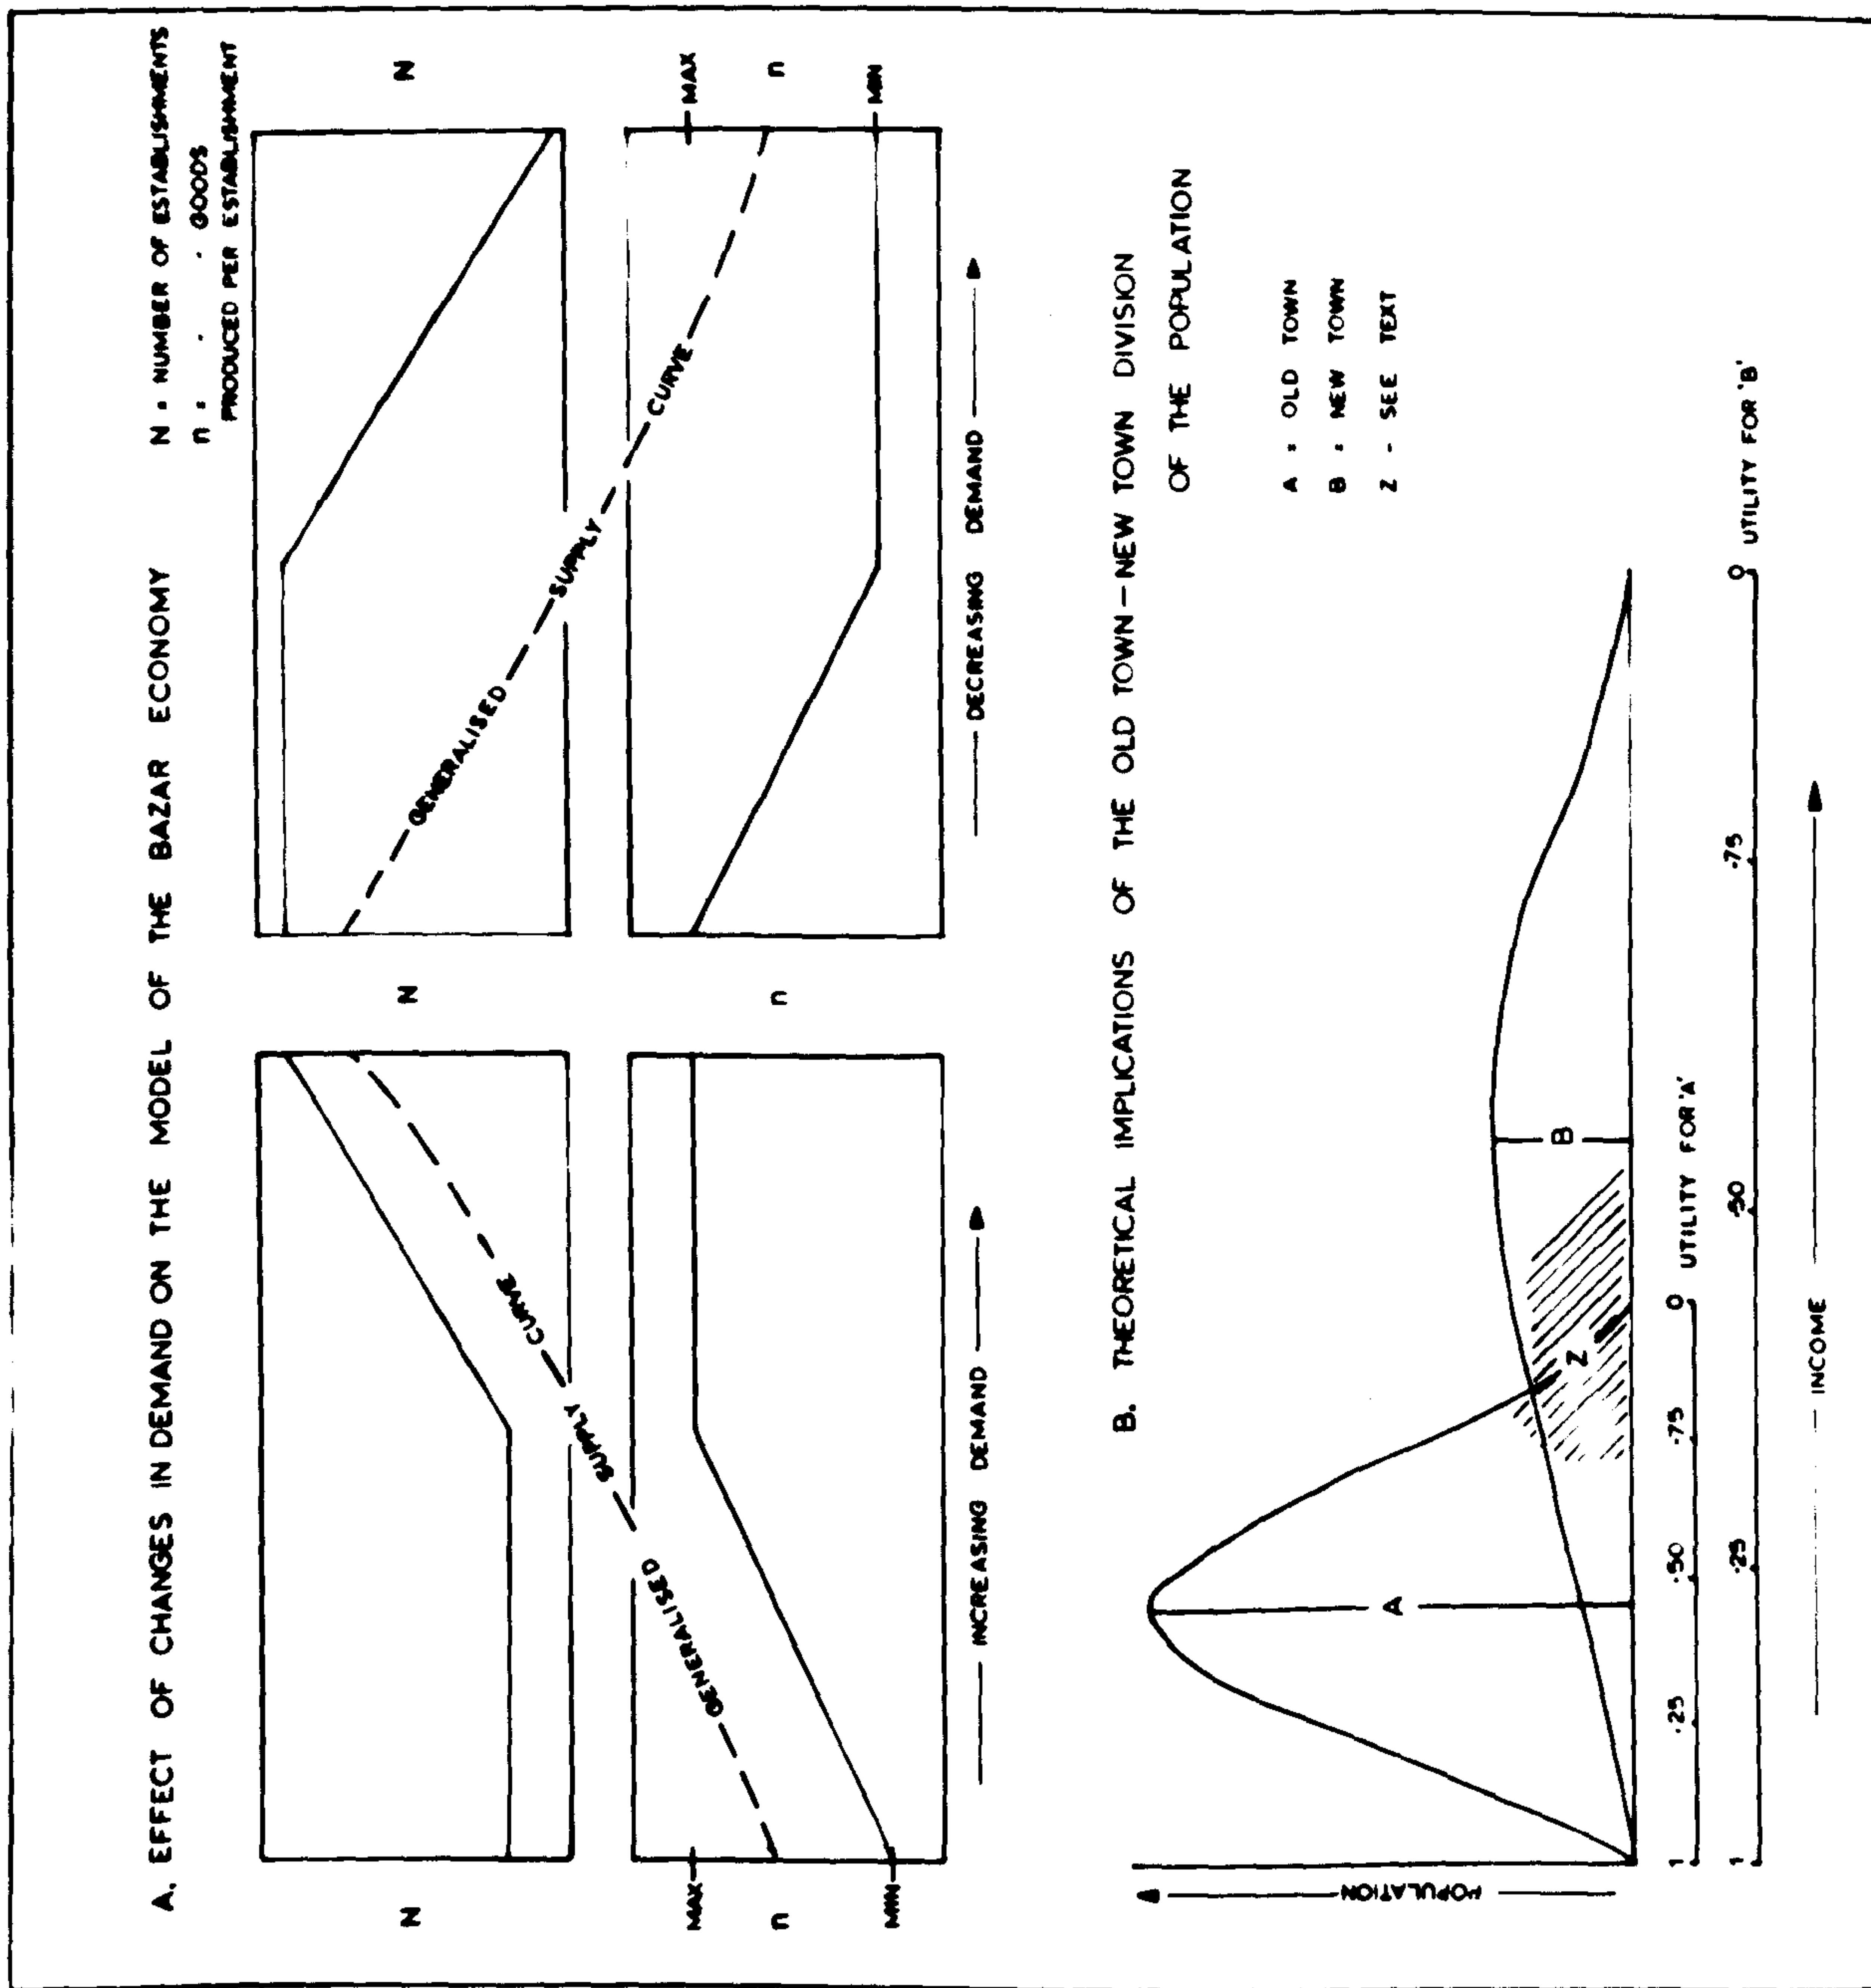 A. EFFECT OF CHANGES IN DEMAND ON THE MODEL OF THE BAZAR ECONOMY
N = NUMBER OF ESTABLISHMENTS
n = " " GOODS
PRODUCED PER ESTABLISHMENT
N
N
N
GENERALISED SUPPLY CURVE
GENERALISED SUPPLY CURVE
MAX
n
MIN
n
MAX
n
MIN
INCREASING DEMAND
DECREASING DEMAND
B. THEORETICAL IMPLICATIONS OF THE OLD TOWN — NEW TOWN DIVISION
OF THE POPULATION
A : OLD TOWN
B : NEW TOWN
Z - SEE TEXT
POPULATION
A
Z
B
1 .25 .50 .75 0
UTILITY FOR 'A'
1 .25 .50 .75 0
UTILITY FOR 'B'
INCOME